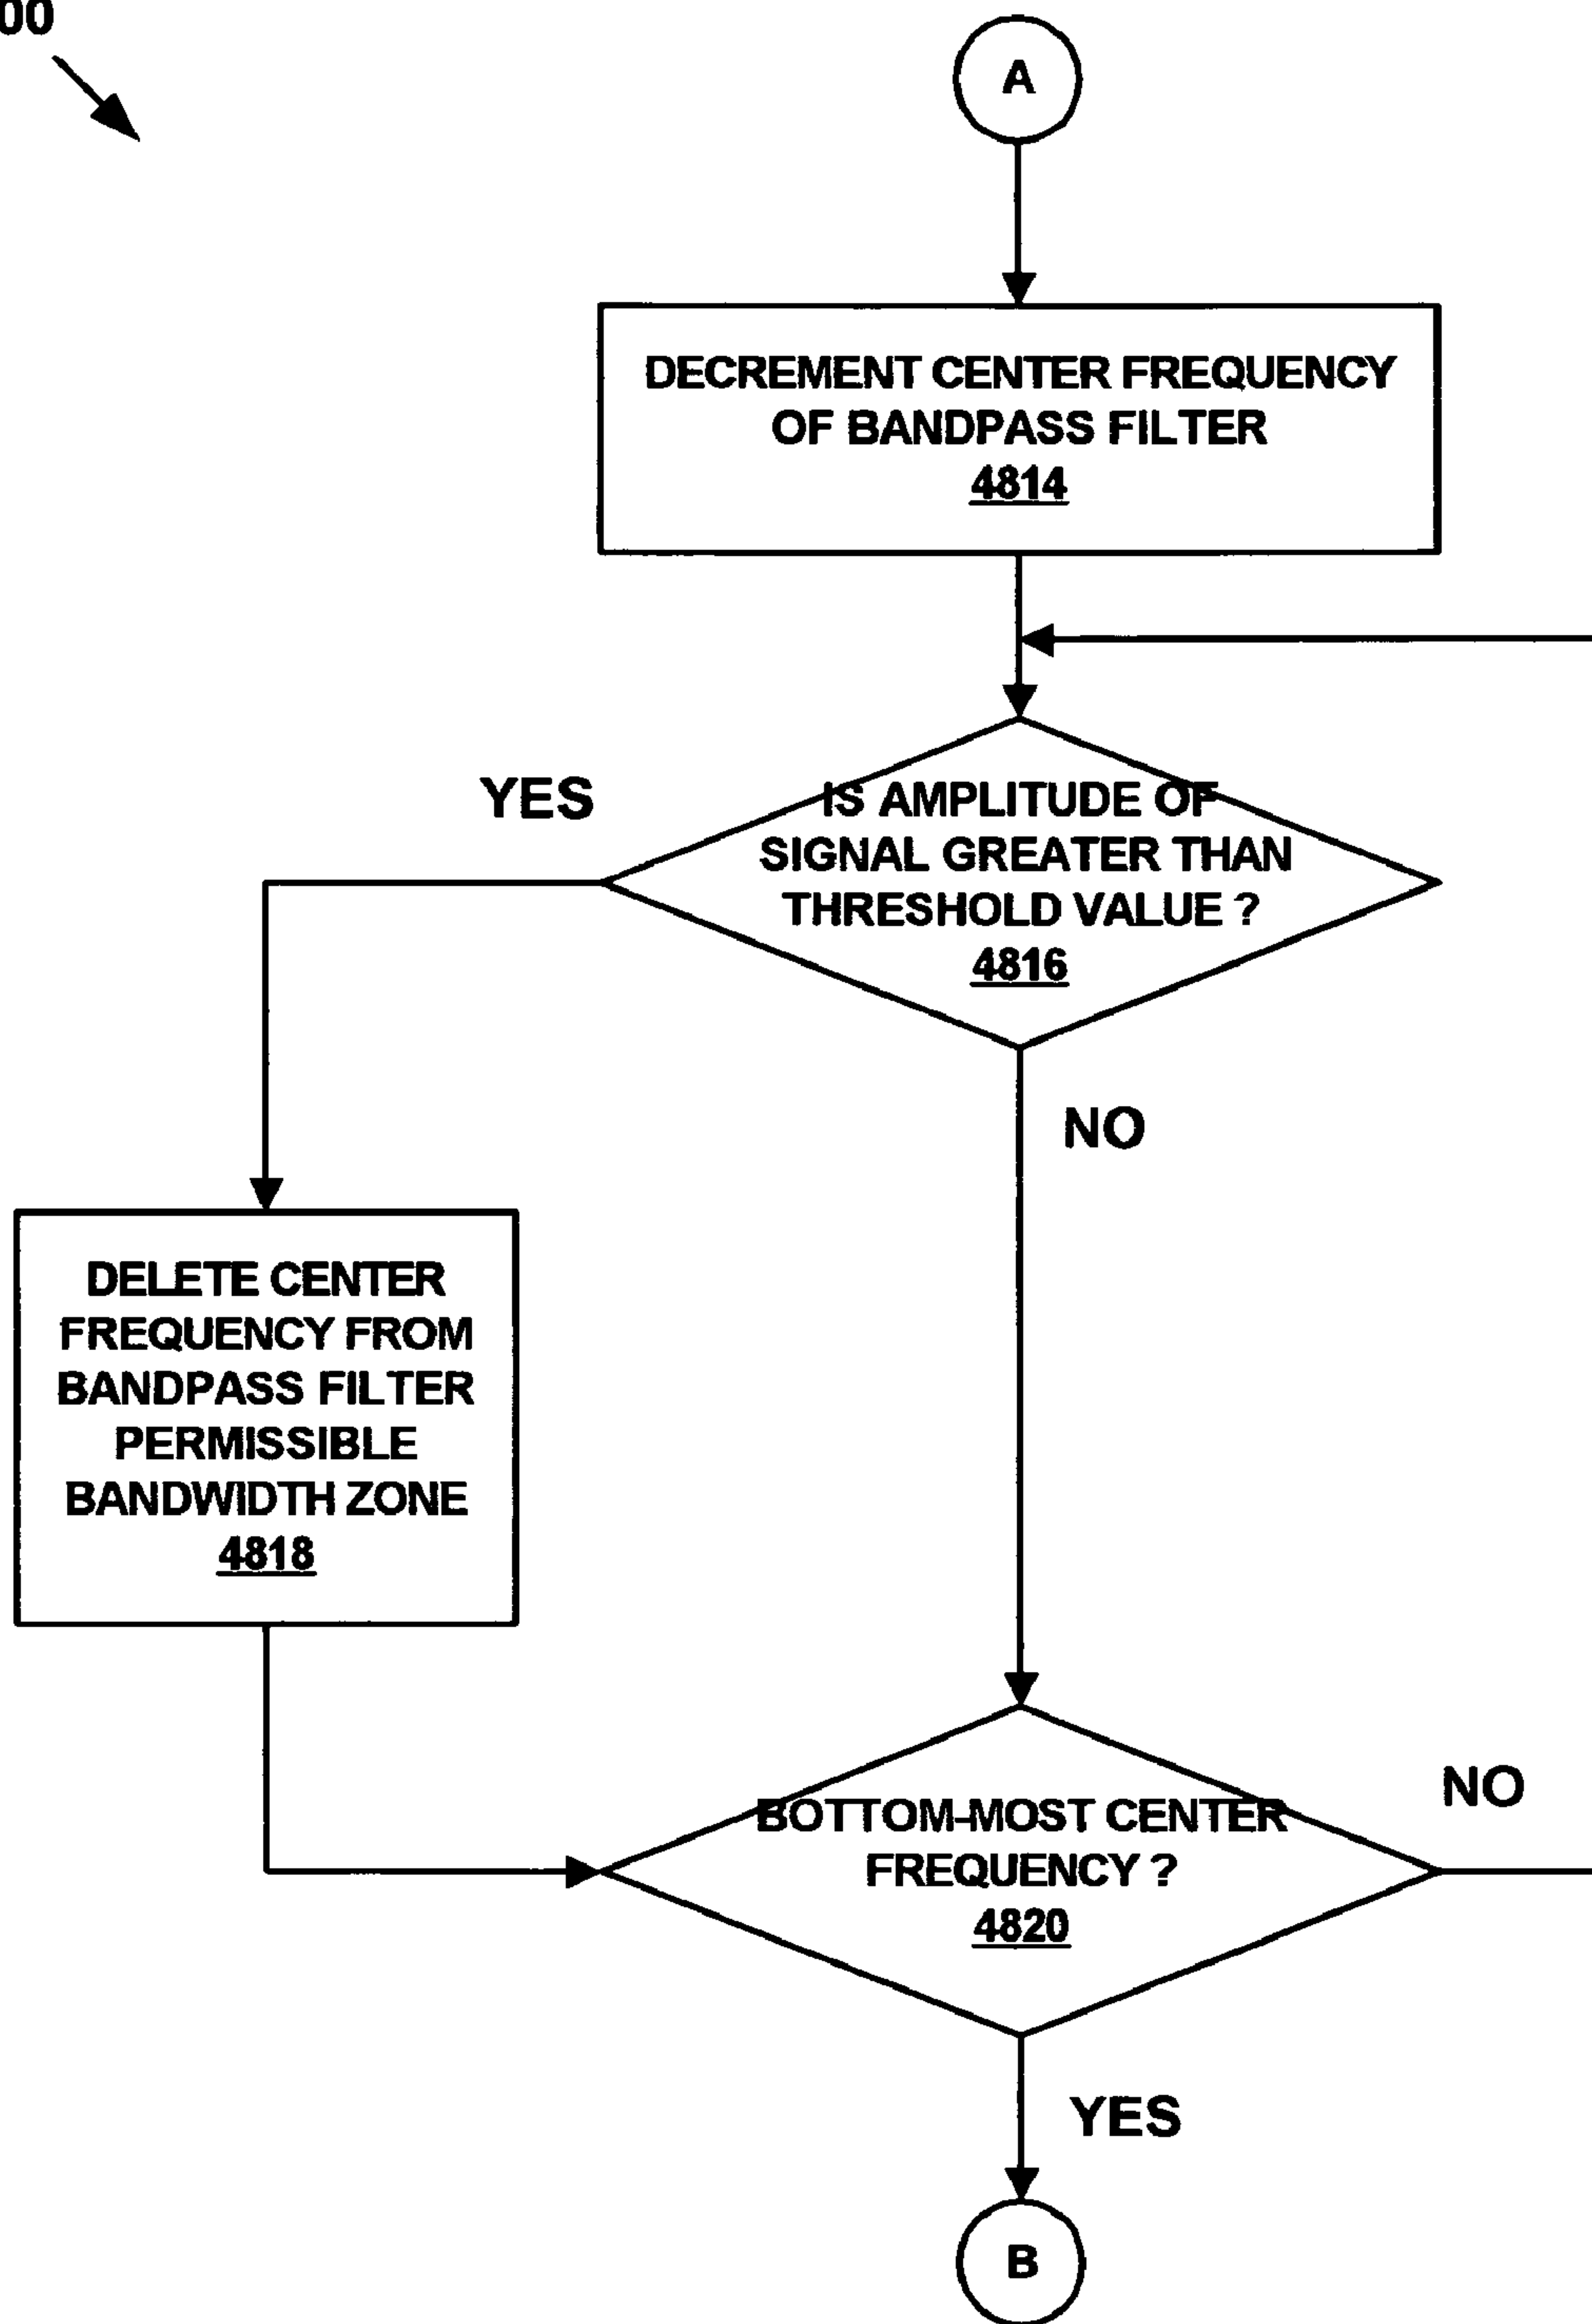 00
A
DECREMENT CENTER FREQUENCY
OF BANDPASS FILTER
4814
YES
IS AMPLITUDE OF
SIGNAL GREATER THAN
THRESHOLD VALUE ?
4816
NO
DELETE CENTER
FREQUENCY FROM
BANDPASS FILTER
PERMISSIBLE
BANDWIDTH ZONE
4818
BOTTOM-MOST CENTER
FREQUENCY ?
4820
NO
YES
B